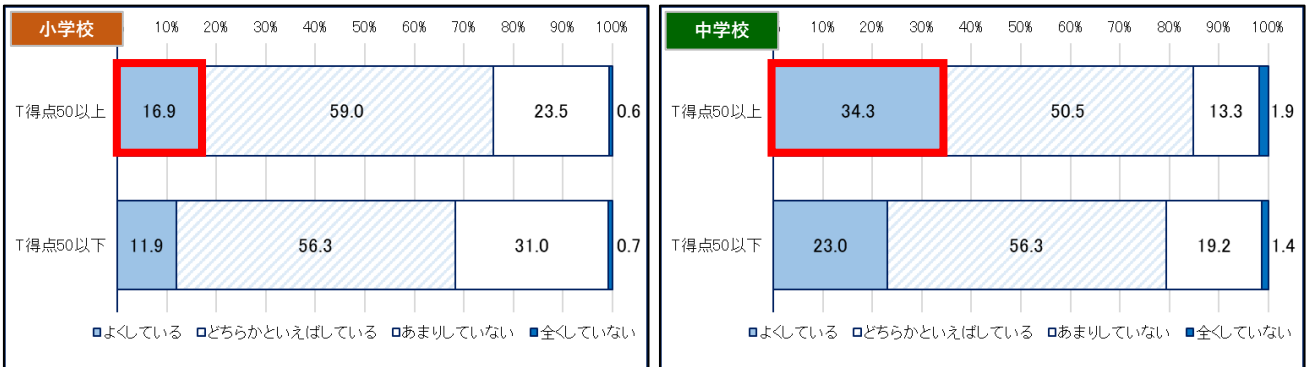 小学校
10% 20% 30% 40% 50% 60% 70% 80% 90% 100%
T得点50以上 16.9 59.0 23.5 0.6
T得点50以下 11.9 56.3 31.0 0.7
よくしている どちらかといえばしている あまりしていない 全くしていない
中学校
10% 20% 30% 40% 50% 60% 70% 80% 90% 100%
T得点50以上 34.3 50.5 13.3 1.9
T得点50以下 23.0 56.3 19.2 1.4
よくしている どちらかといえばしている あまりしていない 全くしていない